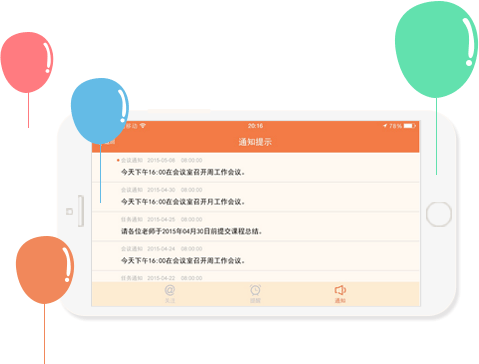 20:16
79%
通知提示
会议通知 2015-05-08 08:00:00
今天下午16:00在会议室召开周工作会议。
会议通知 2015-04-30 08:00:00
今天下午16:00在会议室召开月工作会议。
任务通知 2015-04-25 08:00:00
请各位老师于2015年04月30日前提交课程总结。
会议通知 2015-04-24 08:00:00
今天下午16:00在会议室召开周工作会议。
任务通知 2015-04-22 08:00:00
通知